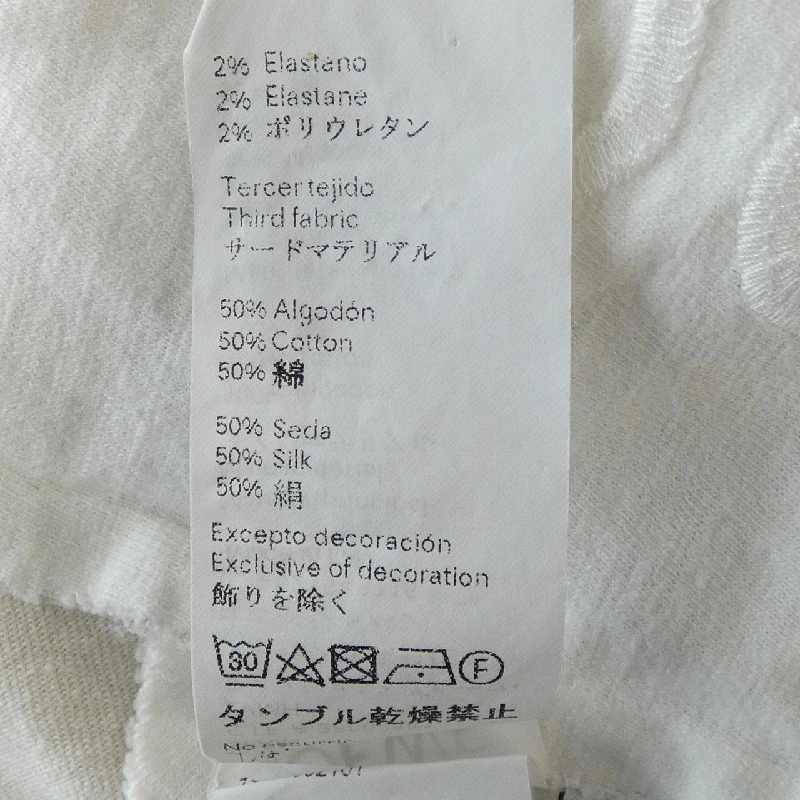 2% Elastano
2% Elastane
2% ポリウレタン
Tercer tejido
Third fabric
サードマテリアル
50% Algodón
50% Cotton
50% 綿
50% Seda
50% Silk
50% 絹
Excepto decoración
Exclusive of decoration
飾りを除く
30 F
タンブル乾燥禁止
No escurrir